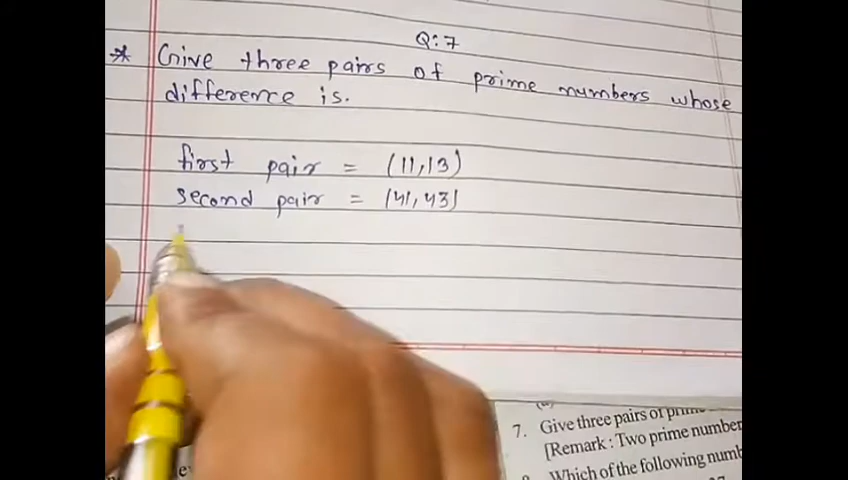 Q:7
* Give three pairs of prime numbers whose
difference is.
first pair = (11,13)
second pair = (41,43)
7. Give three pairs of prime
[Remark : Two prime number
Which of the following numb